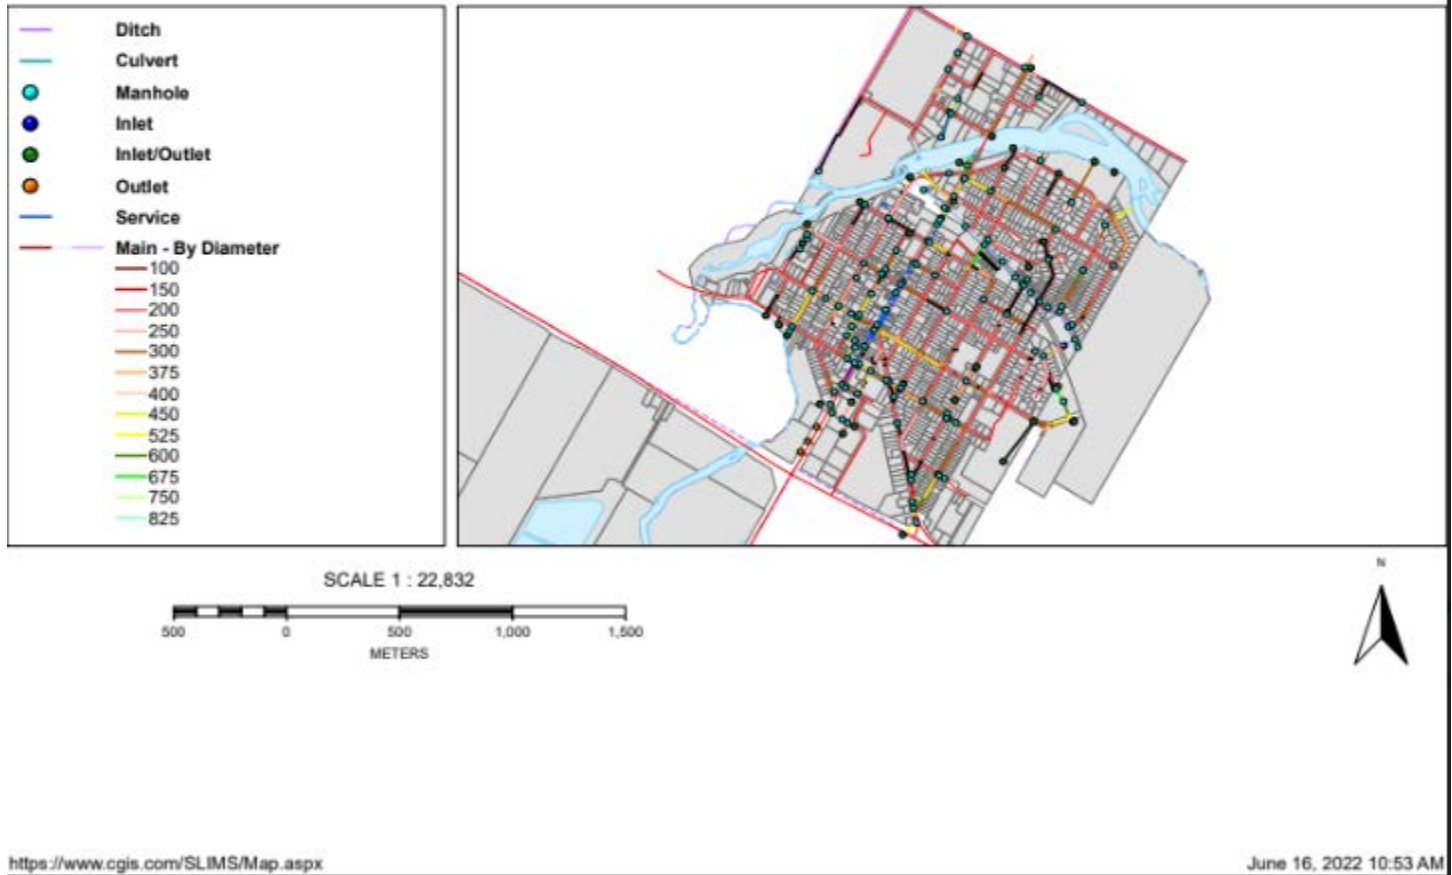 Ditch
Culvert
Manhole
Inlet
Inlet/Outlet
Outlet
Service
Main - By Diameter
100
150
200
250
300
375
400
450
525
600
675
750
825
SCALE 1 : 22,832
500 0 500 1,000 1,500
METERS
N
https://www.cgis.com/SLIMS/Map.aspx
June 16, 2022 10:53 AM